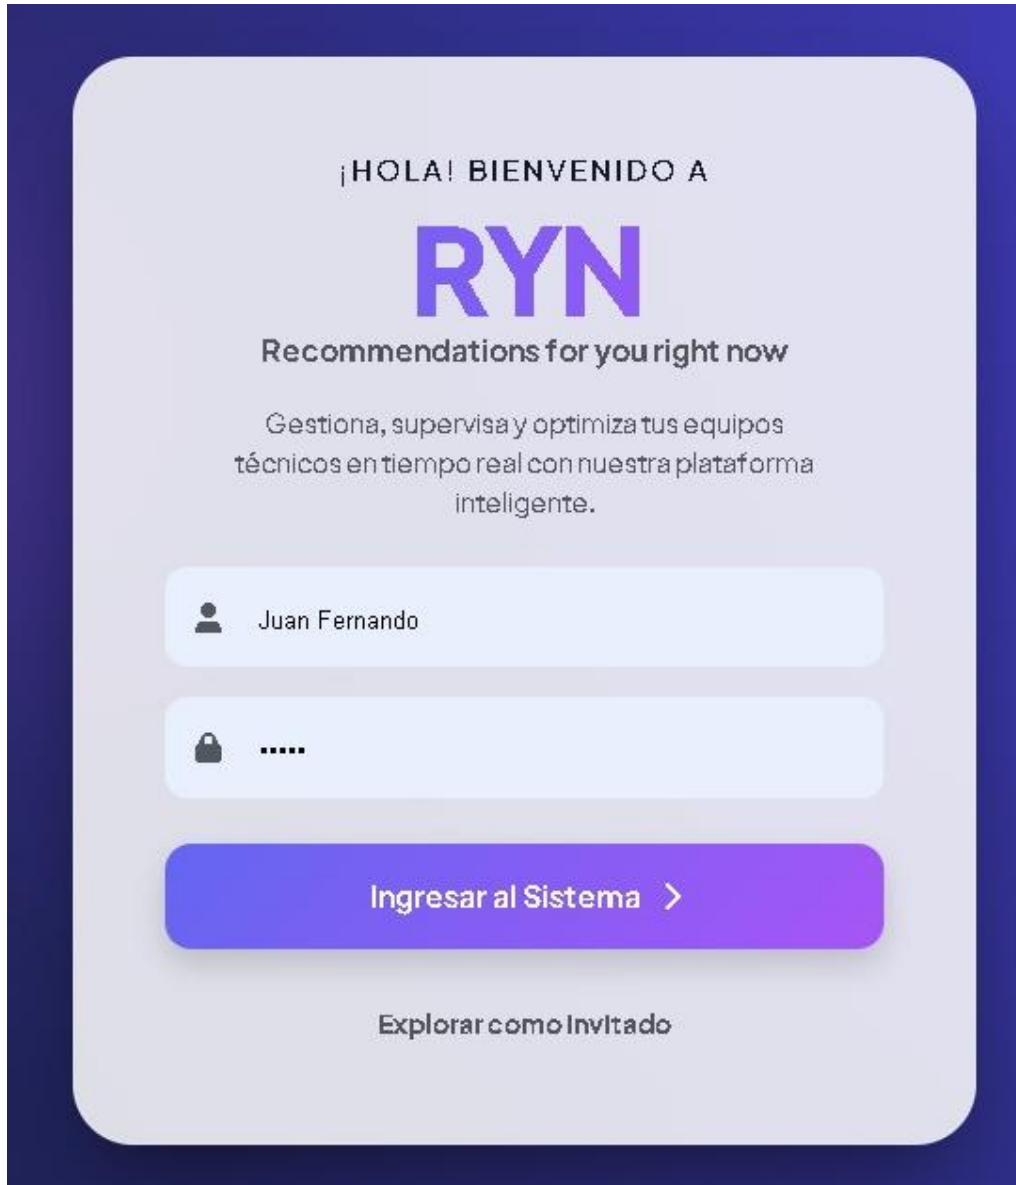 ¡HOLA! BIENVENIDO A
RYN
Recommendations for you right now
Gestiona, supervisa y optimiza tus equipos
técnicos en tiempo real con nuestra plataforma
inteligente.
Juan Fernando
•••••
Ingresar al Sistema
Explorar como Invitado